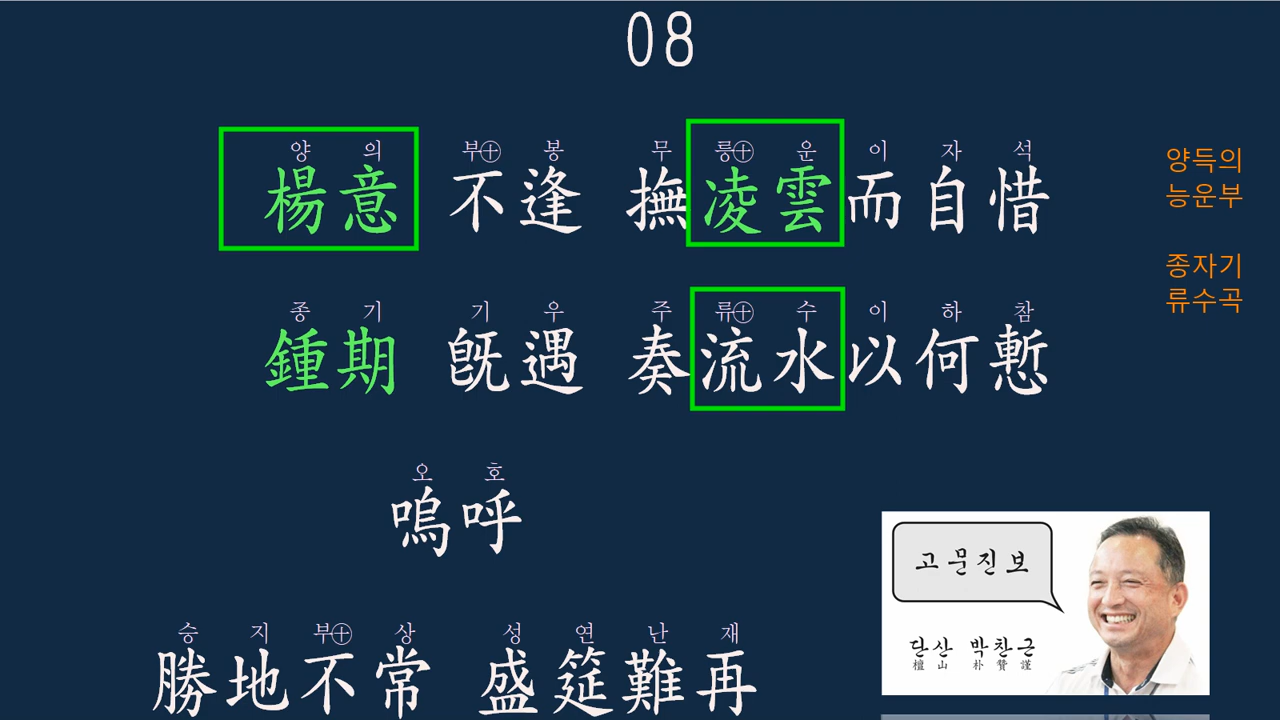 08
양 의 부㊉ 봉 무 릉㊉ 운 이 자 석
楊意 不逢 撫凌雲而自惜
종 기 기 우 주 류㊉ 수 이 하 참
鍾期 旣遇 奏流水以何慙
오 호
嗚呼
승 지 부㊉ 상 성 연 난 재
勝地不常 盛筵難再
양득의
능운부
종자기
류수곡
고문진보
단산 박찬근
檀山 朴贊謹